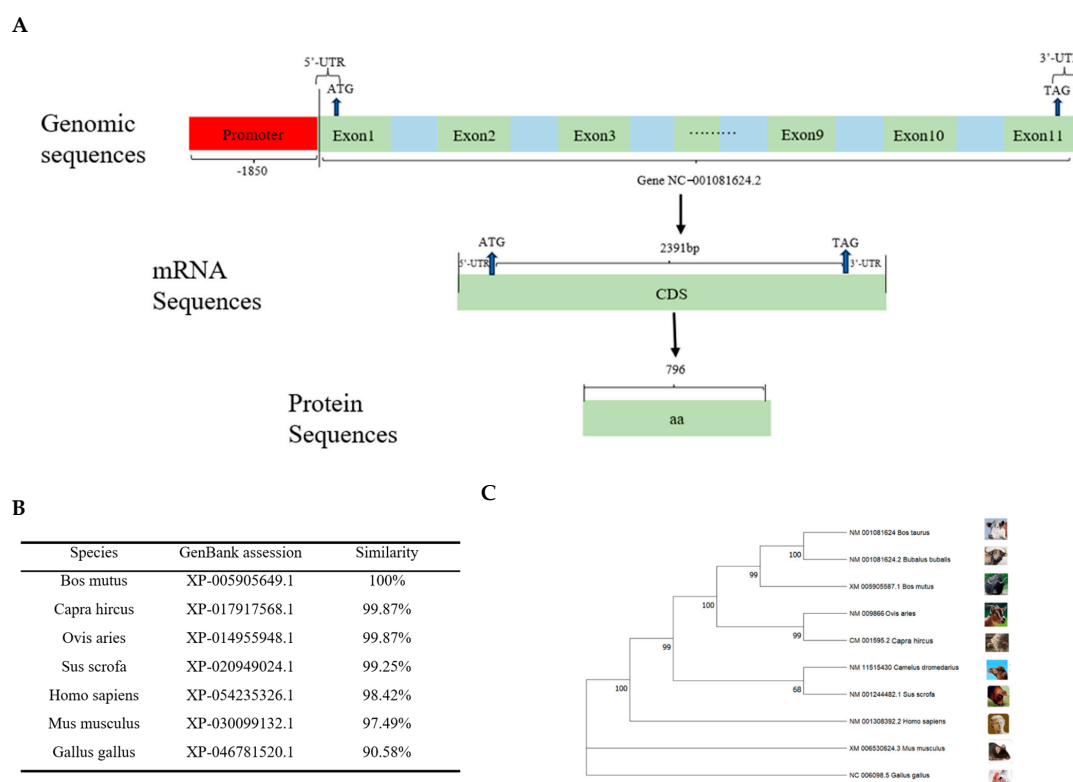 A
5’-UTR
3’-UT
ATG
TAG
Genomic
sequences
Promoter
Exon1
Exon2
Exon3
………
Exon9
Exon10
Exon11
-1850
Gene NC-001081624.2
ATG
2391bp
TAG
mRNA
Sequences
5’-UTR
3’-UTR
CDS
796
Protein
Sequences
aa
B
Species GenBank assession Similarity
Bos mutus XP-005905649.1 100%
Capra hircus XP-017917568.1 99.87%
Ovis aries XP-014955948.1 99.87%
Sus scrofa XP-020949024.1 99.25%
Homo sapiens XP-054235326.1 98.42%
Mus musculus XP-030099132.1 97.49%
Gallus gallus XP-046781520.1 90.58%
C
NM 001081624 Bos taurus
100
NM 001081624.2 Bubalus bubalis
99
XM 005905587.1 Bos mutus
100
NM 009866 Ovis aries
99
CM 001595.2 Capra hircus
99
NM 11515430 Camelus dromedarius
68
NM 001244482.1 Sus scrofa
100
NM 001308392.2 Homo sapiens
XM 006530624.3 Mus musculus
NC 006098.5 Gallus gallus